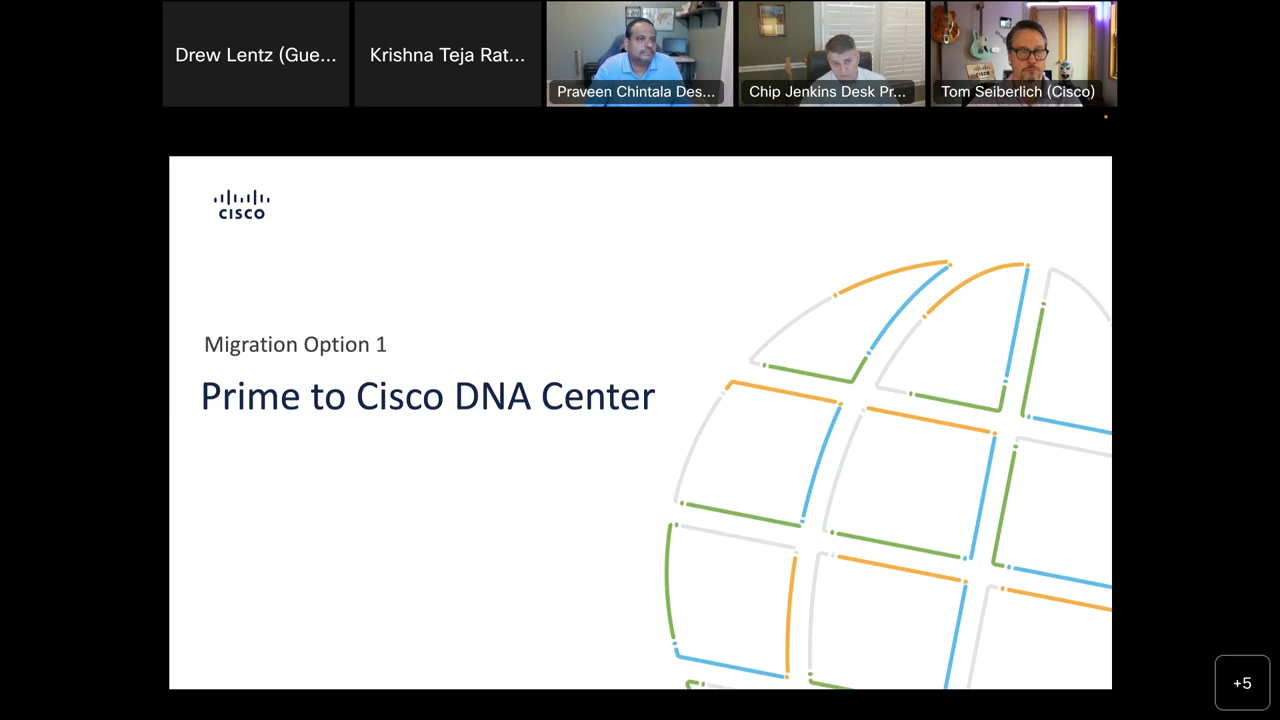 Drew Lentz (Gue...
Krishna Teja Rat...
Praveen Chintala Des...
Chip Jenkins Desk Pr...
Tom Seiberlich (Cisco)
CISCO
Migration Option 1
Prime to Cisco DNA Center
+5